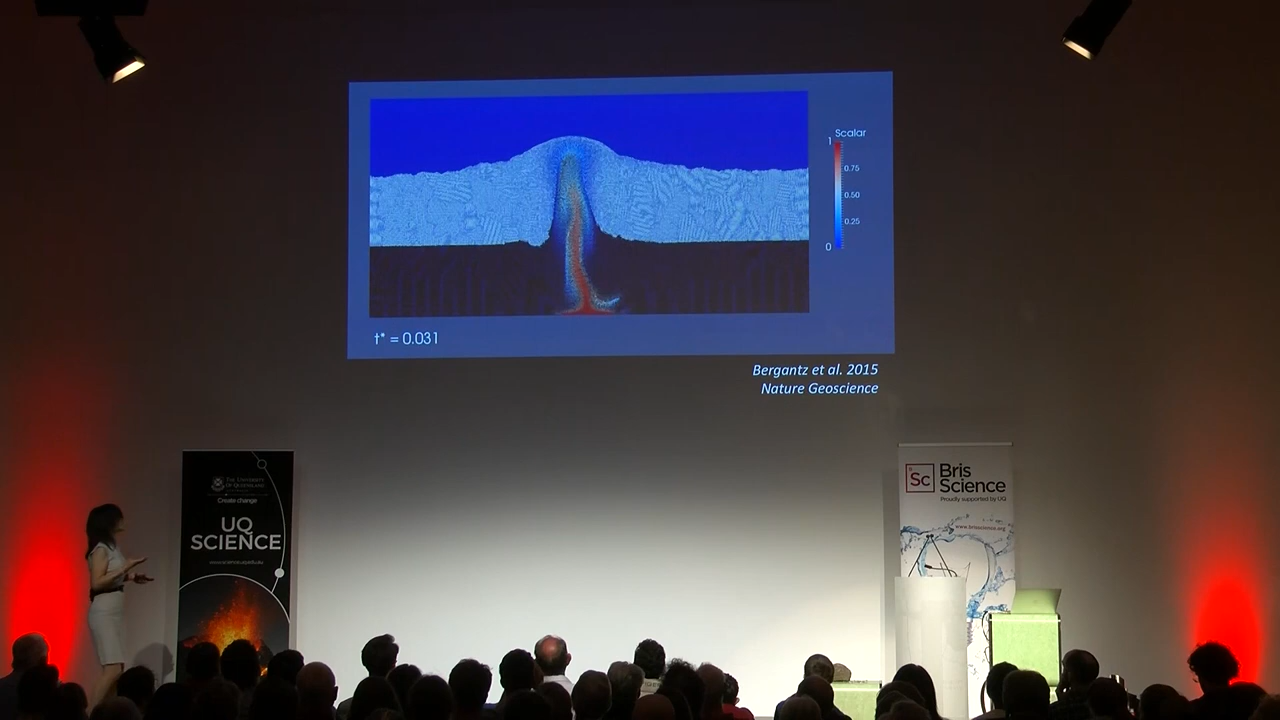 Scalar
1
0.75
0.50
0.25
0
t* = 0.031
Bergantz et al. 2015
Nature Geoscience
THE UNIVERSITY
OF QUEENSLAND
Create change
UQ
SCIENCE
Sc
Bris
Science
Proudly supported by UQ
www.brisscience.org